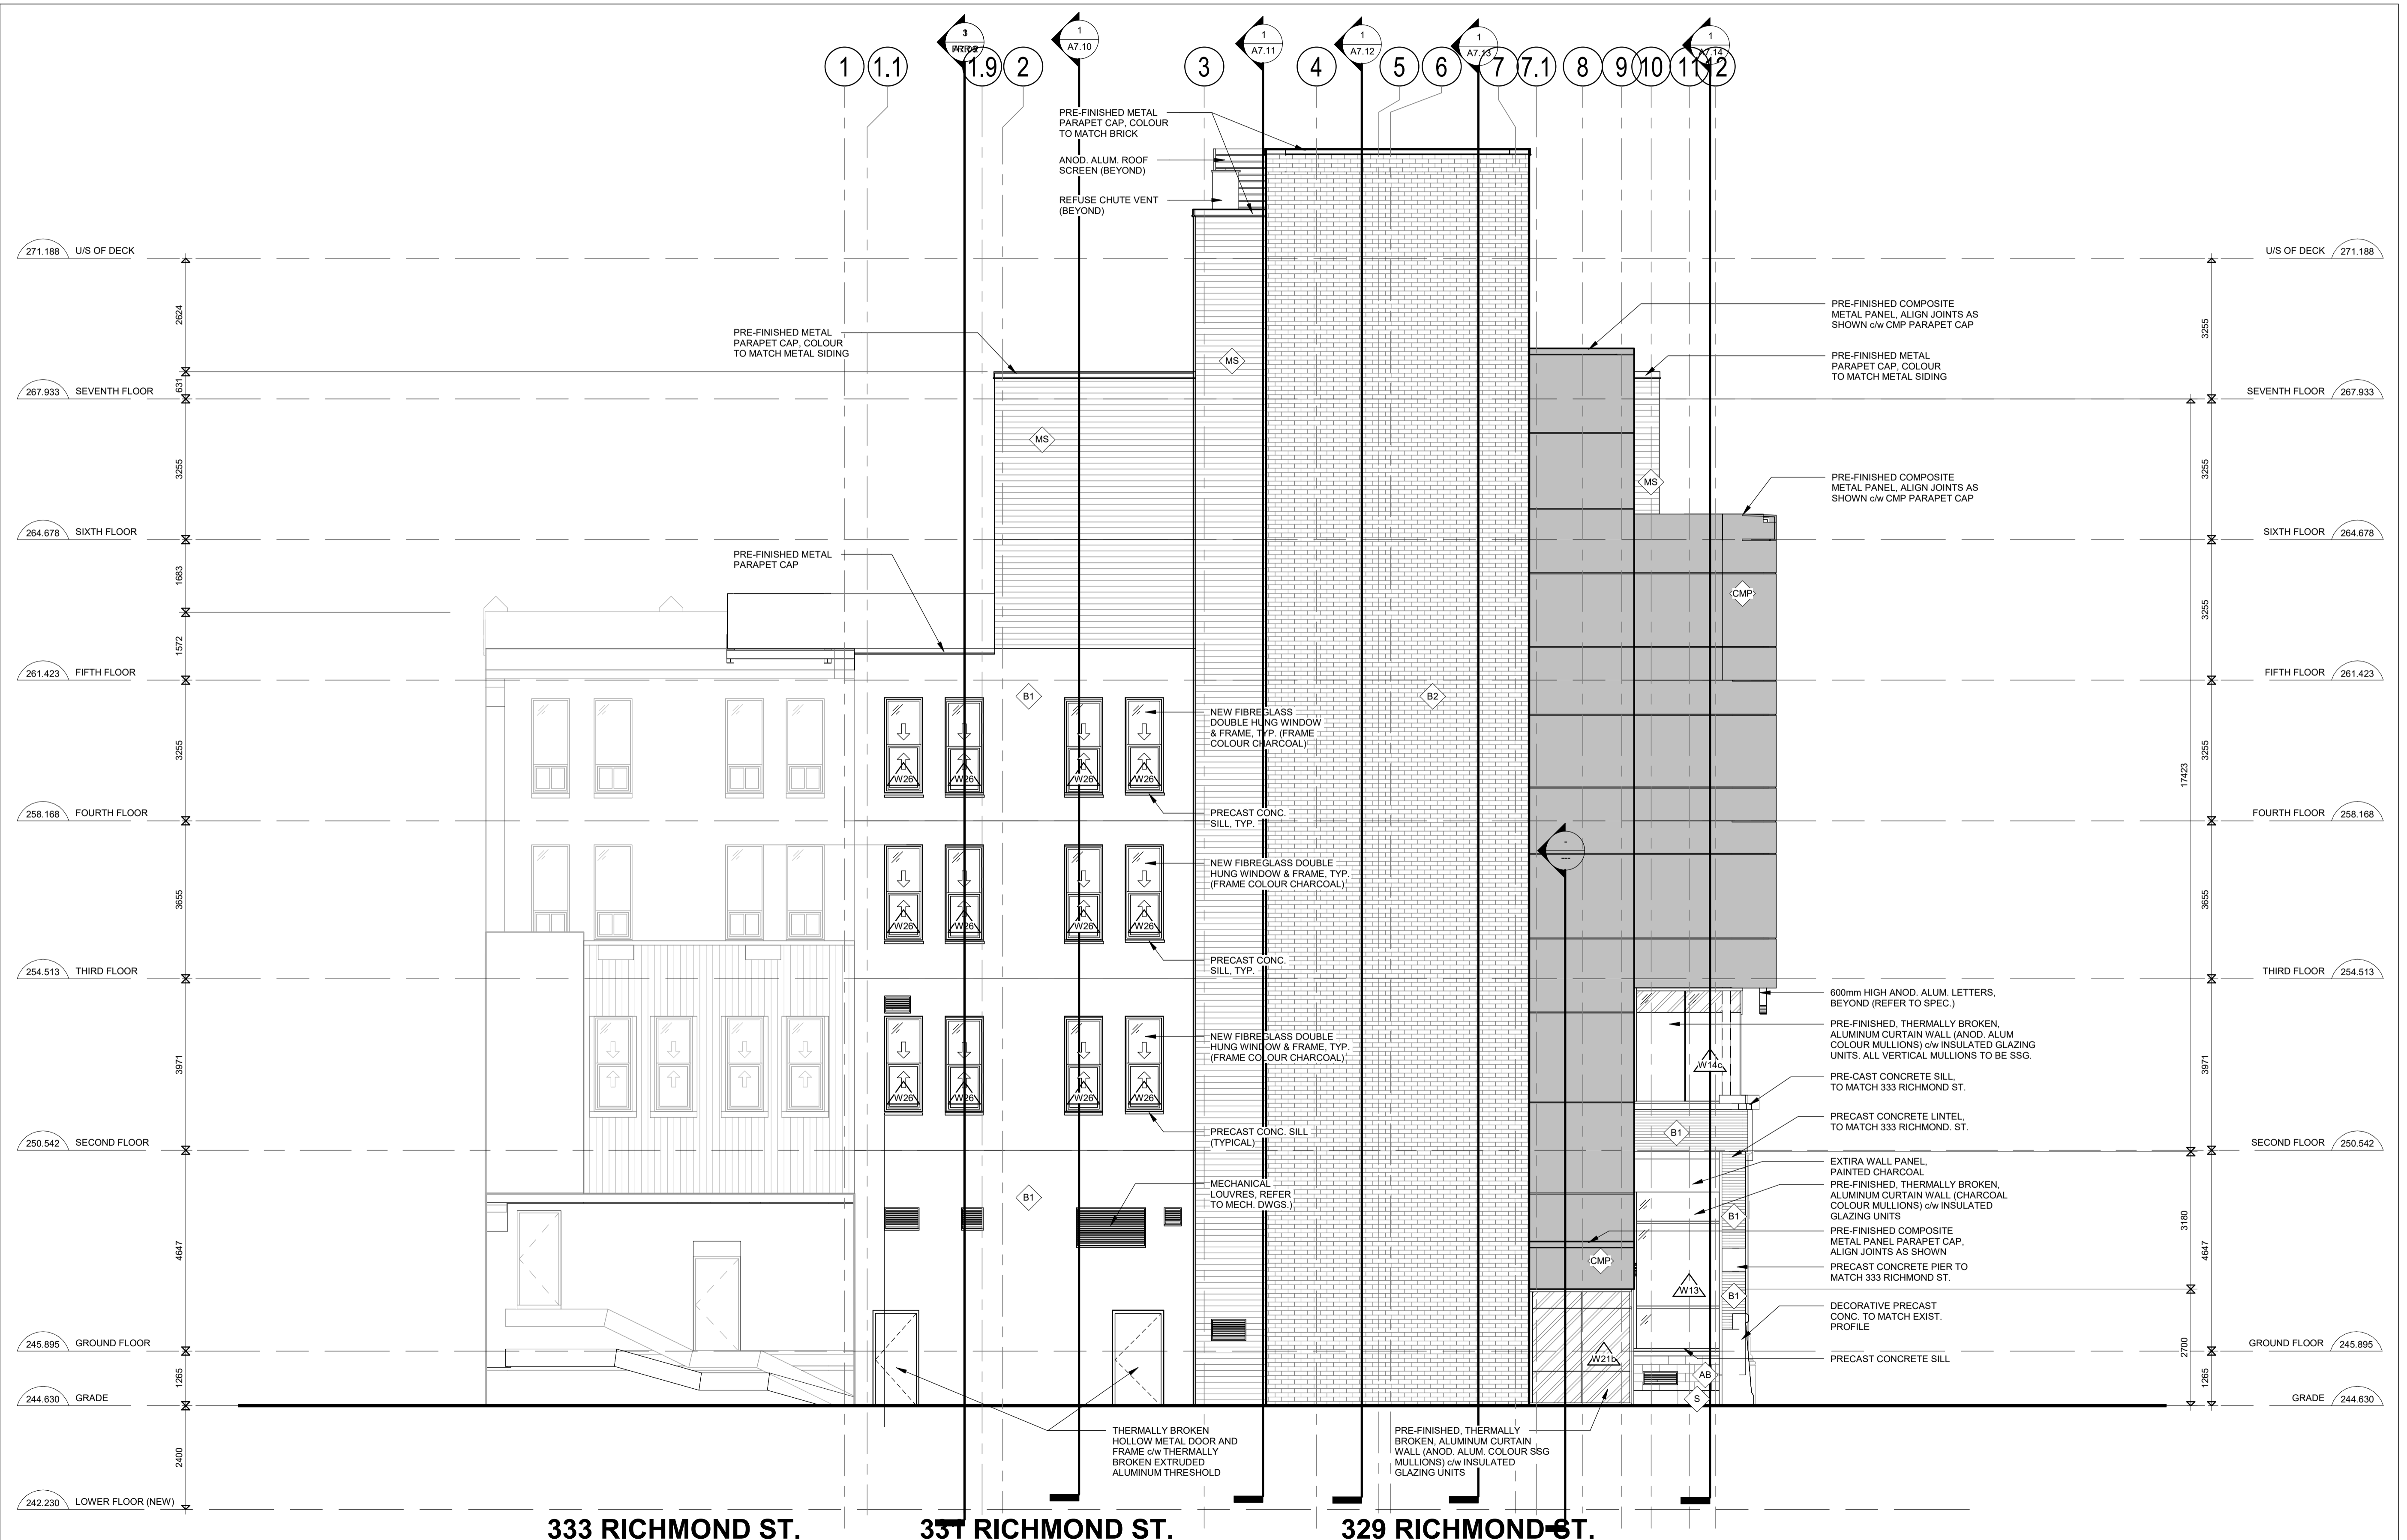 3
1
A7.10
1
A7.11
1
A7.12
1
A7.13
1
A7.14
1
1.1
1.9
2
3
4
5
6
7
7.1
8
9
10
11
12
PRE-FINISHED METAL
PARAPET CAP, COLOUR
TO MATCH BRICK
ANOD. ALUM. ROOF
SCREEN (BEYOND)
REFUSE CHUTE VENT
(BEYOND)
271.188 U/S OF DECK
267.933 SEVENTH FLOOR
264.678 SIXTH FLOOR
261.423 FIFTH FLOOR
258.168 FOURTH FLOOR
254.513 THIRD FLOOR
250.542 SECOND FLOOR
245.895 GROUND FLOOR
244.630 GRADE
242.230 LOWER FLOOR (NEW)
2624
631
3255
1683
1572
3255
3655
3971
4647
1265
2400
PRE-FINISHED METAL
PARAPET CAP, COLOUR
TO MATCH METAL SIDING
PRE-FINISHED METAL
PARAPET CAP
MS
MS
MS
B1
B2
CMP
W26
W26
W26
W26
W26
W26
W26
W26
W26
W26
W26
W26
NEW FIBREGLASS
DOUBLE HUNG WINDOW
& FRAME, TYP. (FRAME
COLOUR CHARCOAL)
PRECAST CONC.
SILL, TYP.
NEW FIBREGLASS DOUBLE
HUNG WINDOW & FRAME, TYP.
(FRAME COLOUR CHARCOAL)
PRECAST CONC.
SILL, TYP.
NEW FIBREGLASS DOUBLE
HUNG WINDOW & FRAME, TYP.
(FRAME COLOUR CHARCOAL)
PRECAST CONC. SILL
(TYPICAL)
B1
MECHANICAL
LOUVRES, REFER
TO MECH. DWGS.)
THERMALLY BROKEN
HOLLOW METAL DOOR AND
FRAME c/w THERMALLY
BROKEN EXTRUDED
ALUMINUM THRESHOLD
PRE-FINISHED, THERMALLY
BROKEN, ALUMINUM CURTAIN
WALL (ANOD. ALUM. COLOUR SSG
MULLIONS) c/w INSULATED
GLAZING UNITS
-
---
W14c
B1
B1
CMP
W13
B1
W21b
AB
S
PRE-FINISHED COMPOSITE
METAL PANEL, ALIGN JOINTS AS
SHOWN c/w CMP PARAPET CAP
PRE-FINISHED METAL
PARAPET CAP, COLOUR
TO MATCH METAL SIDING
PRE-FINISHED COMPOSITE
METAL PANEL, ALIGN JOINTS AS
SHOWN c/w CMP PARAPET CAP
600mm HIGH ANOD. ALUM. LETTERS,
BEYOND (REFER TO SPEC.)
PRE-FINISHED, THERMALLY BROKEN,
ALUMINUM CURTAIN WALL (ANOD. ALUM
COLOUR MULLIONS) c/w INSULATED GLAZING
UNITS. ALL VERTICAL MULLIONS TO BE SSG.
PRE-CAST CONCRETE SILL,
TO MATCH 333 RICHMOND ST.
PRECAST CONCRETE LINTEL,
TO MATCH 333 RICHMOND. ST.
EXTIRA WALL PANEL,
PAINTED CHARCOAL
PRE-FINISHED, THERMALLY BROKEN,
ALUMINUM CURTAIN WALL (CHARCOAL
COLOUR MULLIONS) c/w INSULATED
GLAZING UNITS
PRE-FINISHED COMPOSITE
METAL PANEL PARAPET CAP,
ALIGN JOINTS AS SHOWN
PRECAST CONCRETE PIER TO
MATCH 333 RICHMOND ST.
DECORATIVE PRECAST
CONC. TO MATCH EXIST.
PROFILE
PRECAST CONCRETE SILL
17423
3180
2700
3255
3255
3255
3255
3655
3971
4647
1265
U/S OF DECK 271.188
SEVENTH FLOOR 267.933
SIXTH FLOOR 264.678
FIFTH FLOOR 261.423
FOURTH FLOOR 258.168
THIRD FLOOR 254.513
SECOND FLOOR 250.542
GROUND FLOOR 245.895
GRADE 244.630
333 RICHMOND ST.
331 RICHMOND ST.
329 RICHMOND ST.